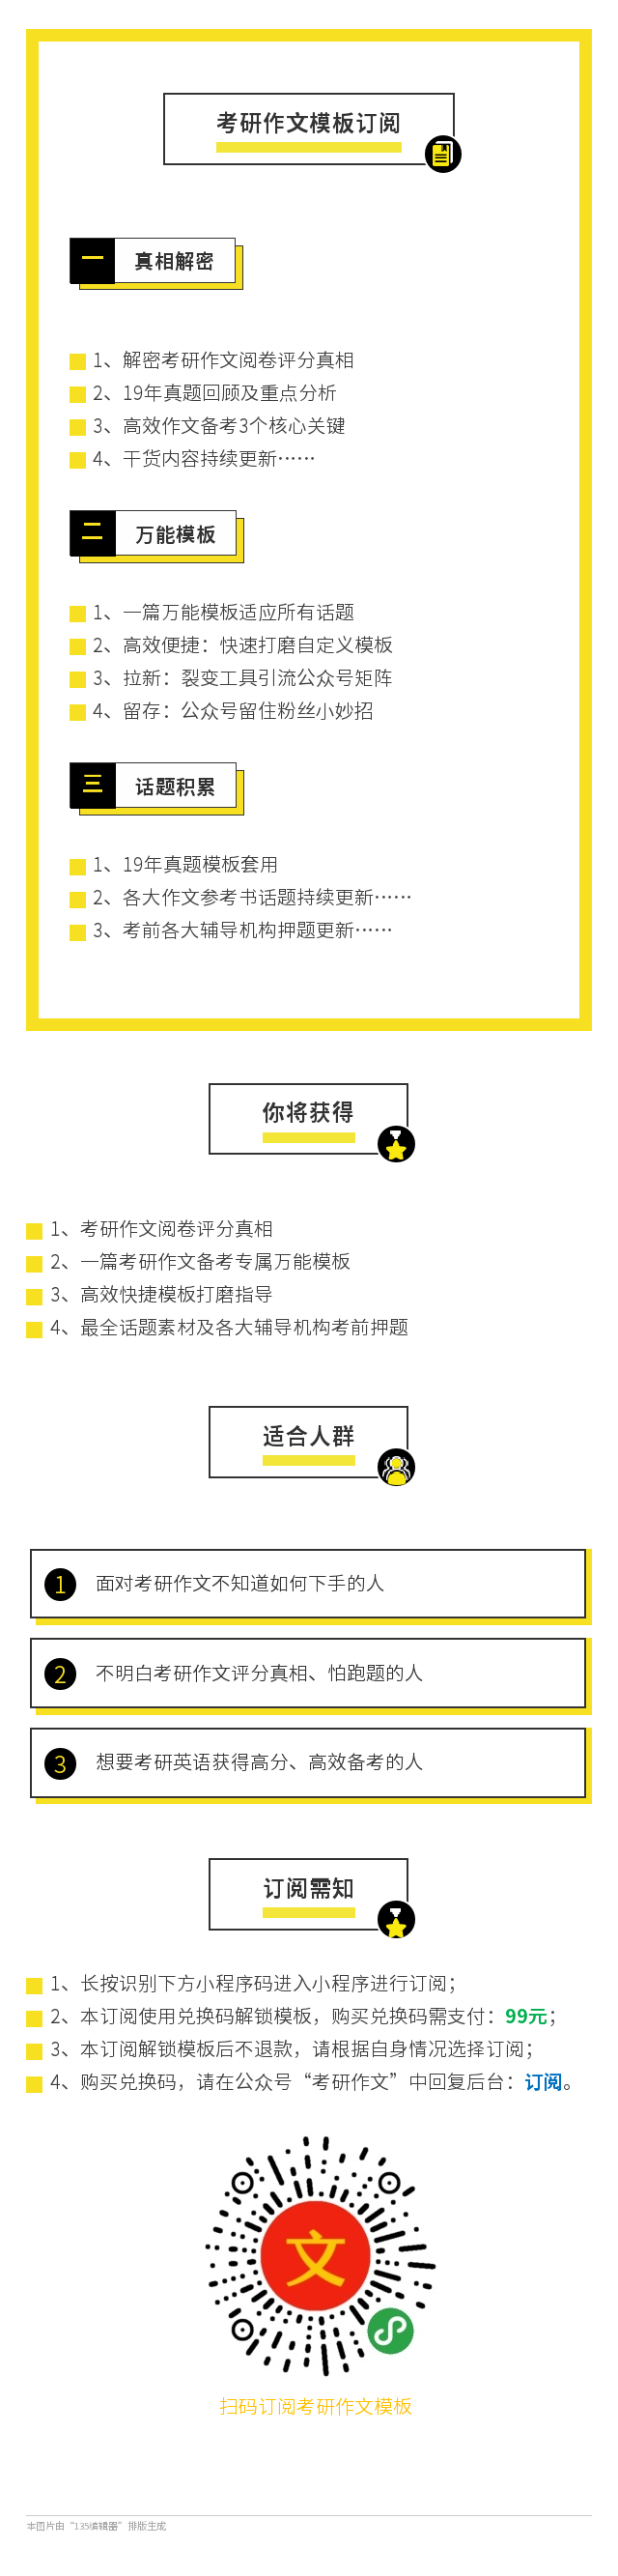 考研作文模板订阅
一 真相解密
1、解密考研作文阅卷评分真相
2、19年真题回顾及重点分析
3、高效作文备考3个核心关键
4、干货内容持续更新……
二 万能模板
1、一篇万能模板适应所有话题
2、高效便捷：快速打磨自定义模板
3、拉新：裂变工具引流公众号矩阵
4、留存：公众号留住粉丝小妙招
三 话题积累
1、19年真题模板套用
2、各大作文参考书话题持续更新……
3、考前各大辅导机构押题更新……
你将获得
1、考研作文阅卷评分真相
2、一篇考研作文备考专属万能模板
3、高效快捷模板打磨指导
4、最全话题素材及各大辅导机构考前押题
适合人群
1 面对考研作文不知道如何下手的人
2 不明白考研作文评分真相、怕跑题的人
3 想要考研英语获得高分、高效备考的人
订阅需知
1、长按识别下方小程序码进入小程序进行订阅；
2、本订阅使用兑换码解锁模板，购买兑换码需支付：99元；
3、本订阅解锁模板后不退款，请根据自身情况选择订阅；
4、购买兑换码，请在公众号“考研作文”中回复后台：订阅。
文
扫码订阅考研作文模板
本图片由“135编辑器”排版生成